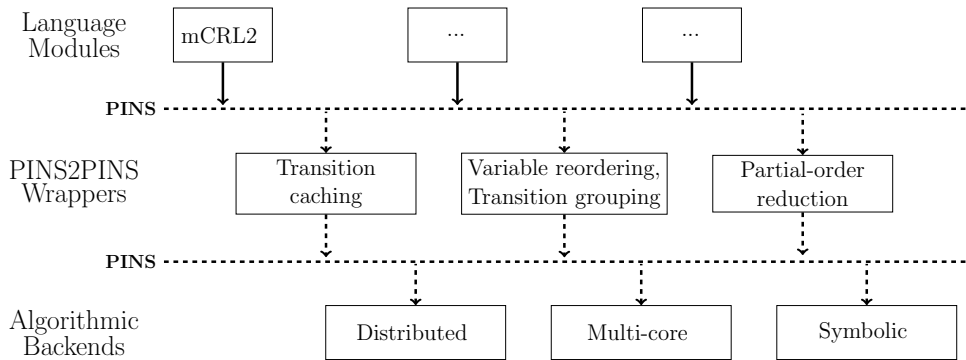 Language
Modules
mCRL2
...
...
PINS
PINS2PINS
Wrappers
Transition
caching
Variable reordering,
Transition grouping
Partial-order
reduction
PINS
Algorithmic
Backends
Distributed
Multi-core
Symbolic